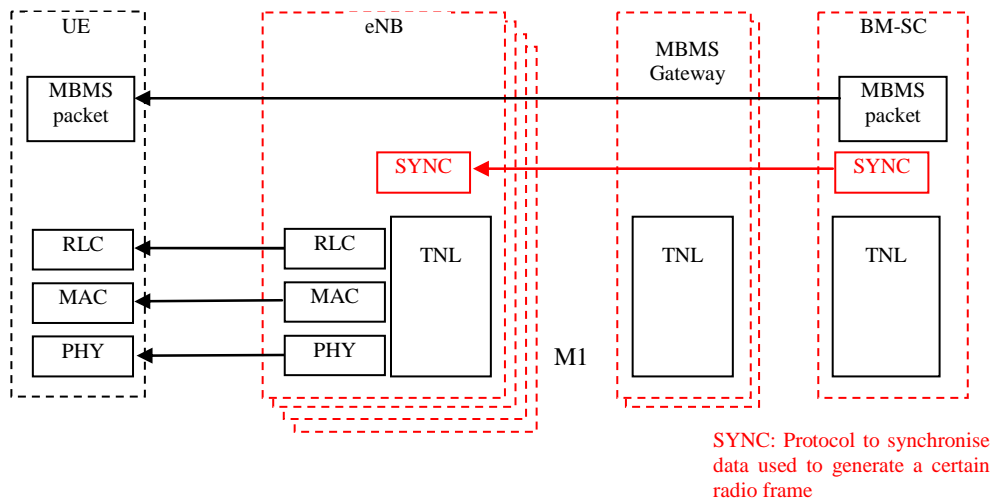 UE
eNB
MBMS
Gateway
BM-SC
MBMS
packet
MBMS
packet
SYNC
SYNC
RLC
RLC
TNL
TNL
TNL
MAC
MAC
PHY
PHY
M1
SYNC: Protocol to synchronise
data used to generate a certain
radio frame